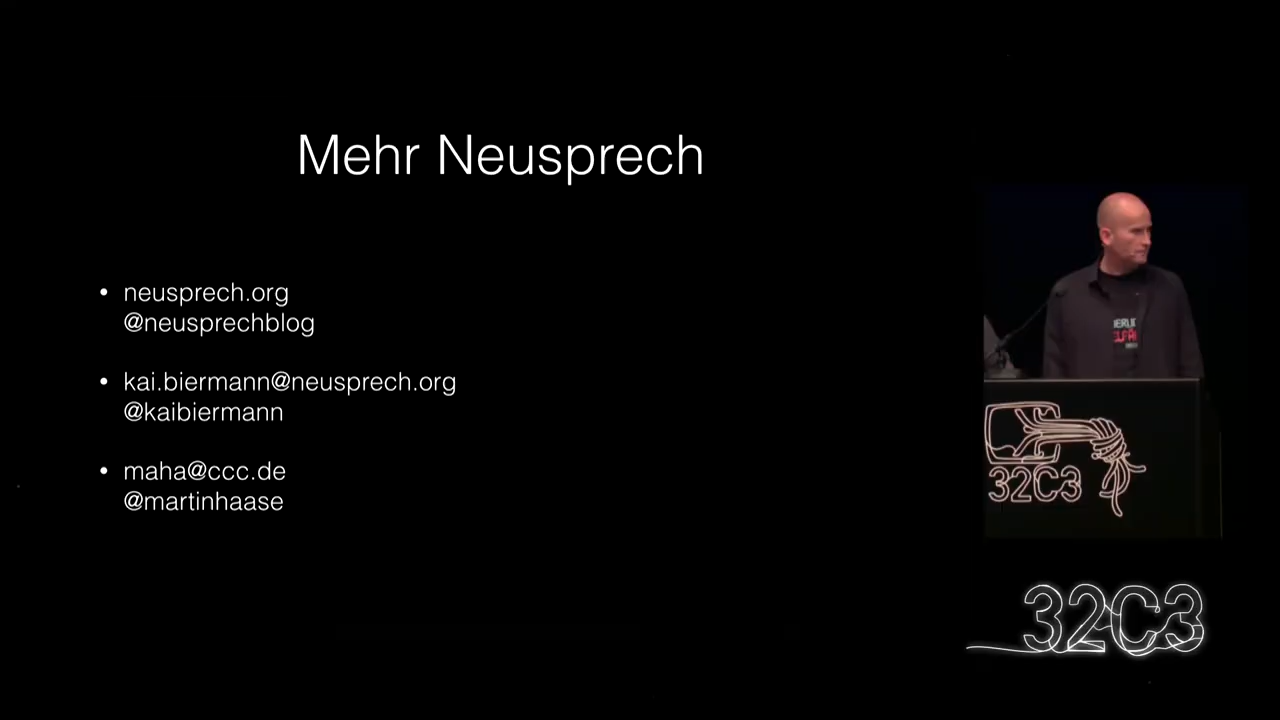 Mehr Neusprech
• neusprech.org
@neusprechblog
• kai.biermann@neusprech.org
@kaibiermann
• maha@ccc.de
@martinhaase
32C3
32C3